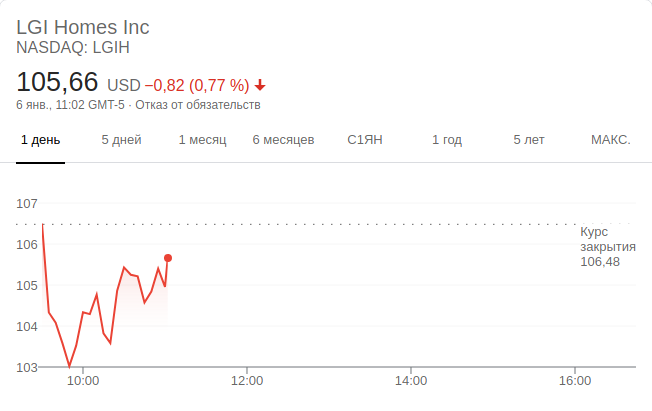 LGI Homes Inc
NASDAQ: LGIH
105,66 USD −0,82 (0,77 %)
6 янв., 11:02 GMT-5 · Отказ от обязательств
1 день 5 дней 1 месяц 6 месяцев С1ЯН 1 год 5 лет МАКС.
107
106
105
104
103
Курс
закрытия
106,48
10:00 12:00 14:00 16:00